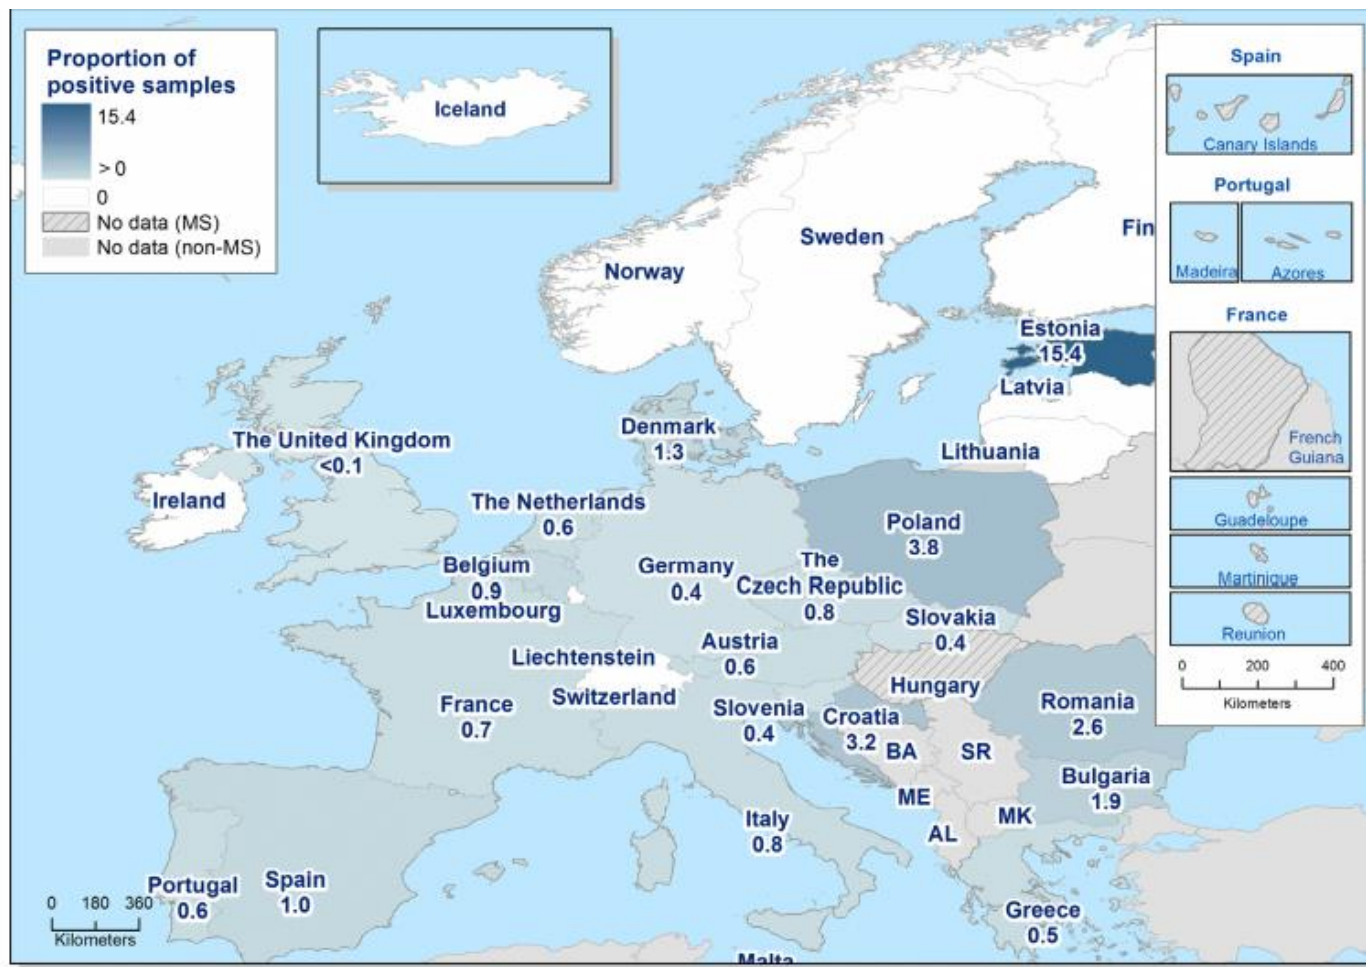 Proportion of
positive samples
15.4
> 0
0
No data (MS)
No data (non-MS)
Iceland
Norway
Sweden
Fin
Estonia
15.4
Latvia
Lithuania
Denmark
1.3
The United Kingdom
<0.1
Ireland
The Netherlands
0.6
Belgium
0.9
Luxembourg
Germany
0.4
Poland
3.8
The
Czech Republic
0.8
Slovakia
0.4
Austria
0.6
Liechtenstein
Switzerland
Hungary
France
0.7
Slovenia
0.4
Croatia
3.2
Romania
2.6
BA
SR
Bulgaria
1.9
ME
MK
AL
Italy
0.8
Portugal
0.6
Spain
1.0
Greece
0.5
Malta
0 180 360
Kilometers
Spain
Canary Islands
Portugal
Madeira
Azores
France
French
Guiana
Guadeloupe
Martinique
Reunion
0 200 400
Kilometers